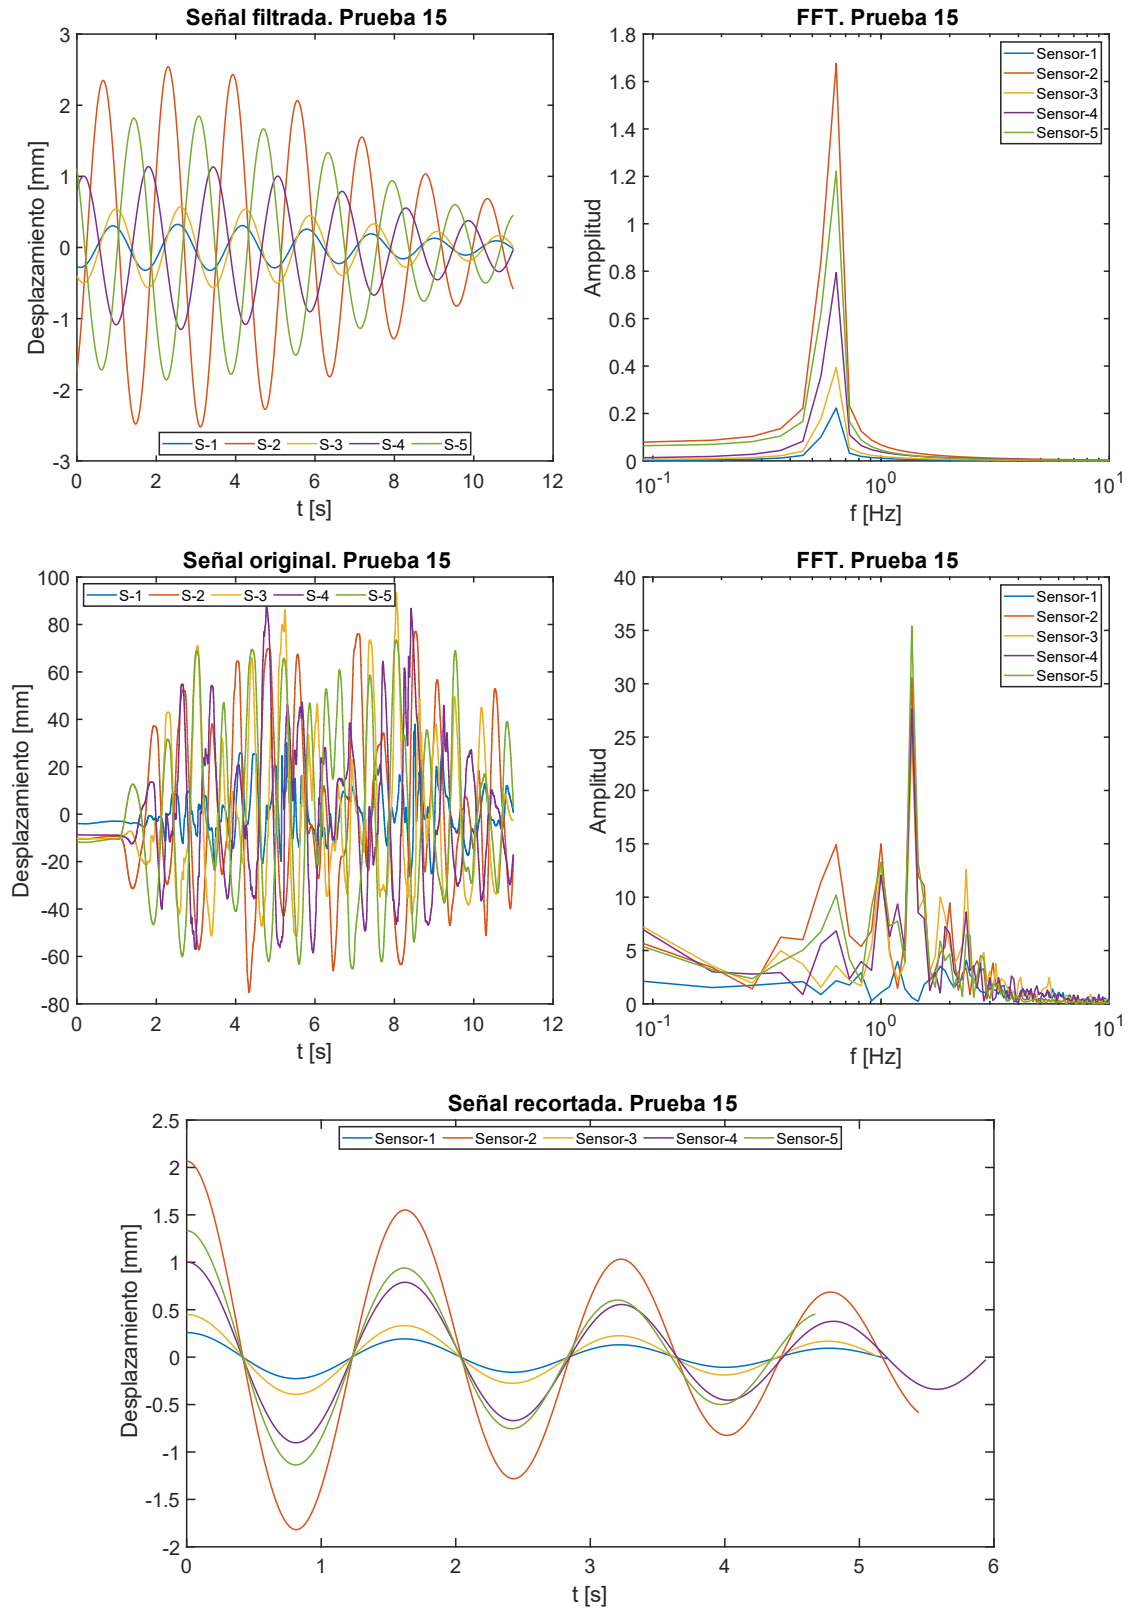 Señal filtrada. Prueba 15
3
2
1
0
-1
-2
-3
Desplazamiento [mm]
S-1 S-2 S-3 S-4 S-5
0 2 4 6 8 10 12
t [s]
FFT. Prueba 15
1.8
1.6
1.4
1.2
1
0.8
0.6
0.4
0.2
0
Ampplitud
Sensor-1
Sensor-2
Sensor-3
Sensor-4
Sensor-5
10-1 100 101
f [Hz]
Señal original. Prueba 15
100
80
60
40
20
0
-20
-40
-60
-80
Desplazamiento [mm]
S-1 S-2 S-3 S-4 S-5
0 2 4 6 8 10 12
t [s]
FFT. Prueba 15
40
35
30
25
20
15
10
5
0
Amplitud
Sensor-1
Sensor-2
Sensor-3
Sensor-4
Sensor-5
10-1 100 101
f [Hz]
Señal recortada. Prueba 15
2.5
2
1.5
1
0.5
0
-0.5
-1
-1.5
-2
Desplazamiento [mm]
Sensor-1 Sensor-2 Sensor-3 Sensor-4 Sensor-5
0 1 2 3 4 5 6
t [s]